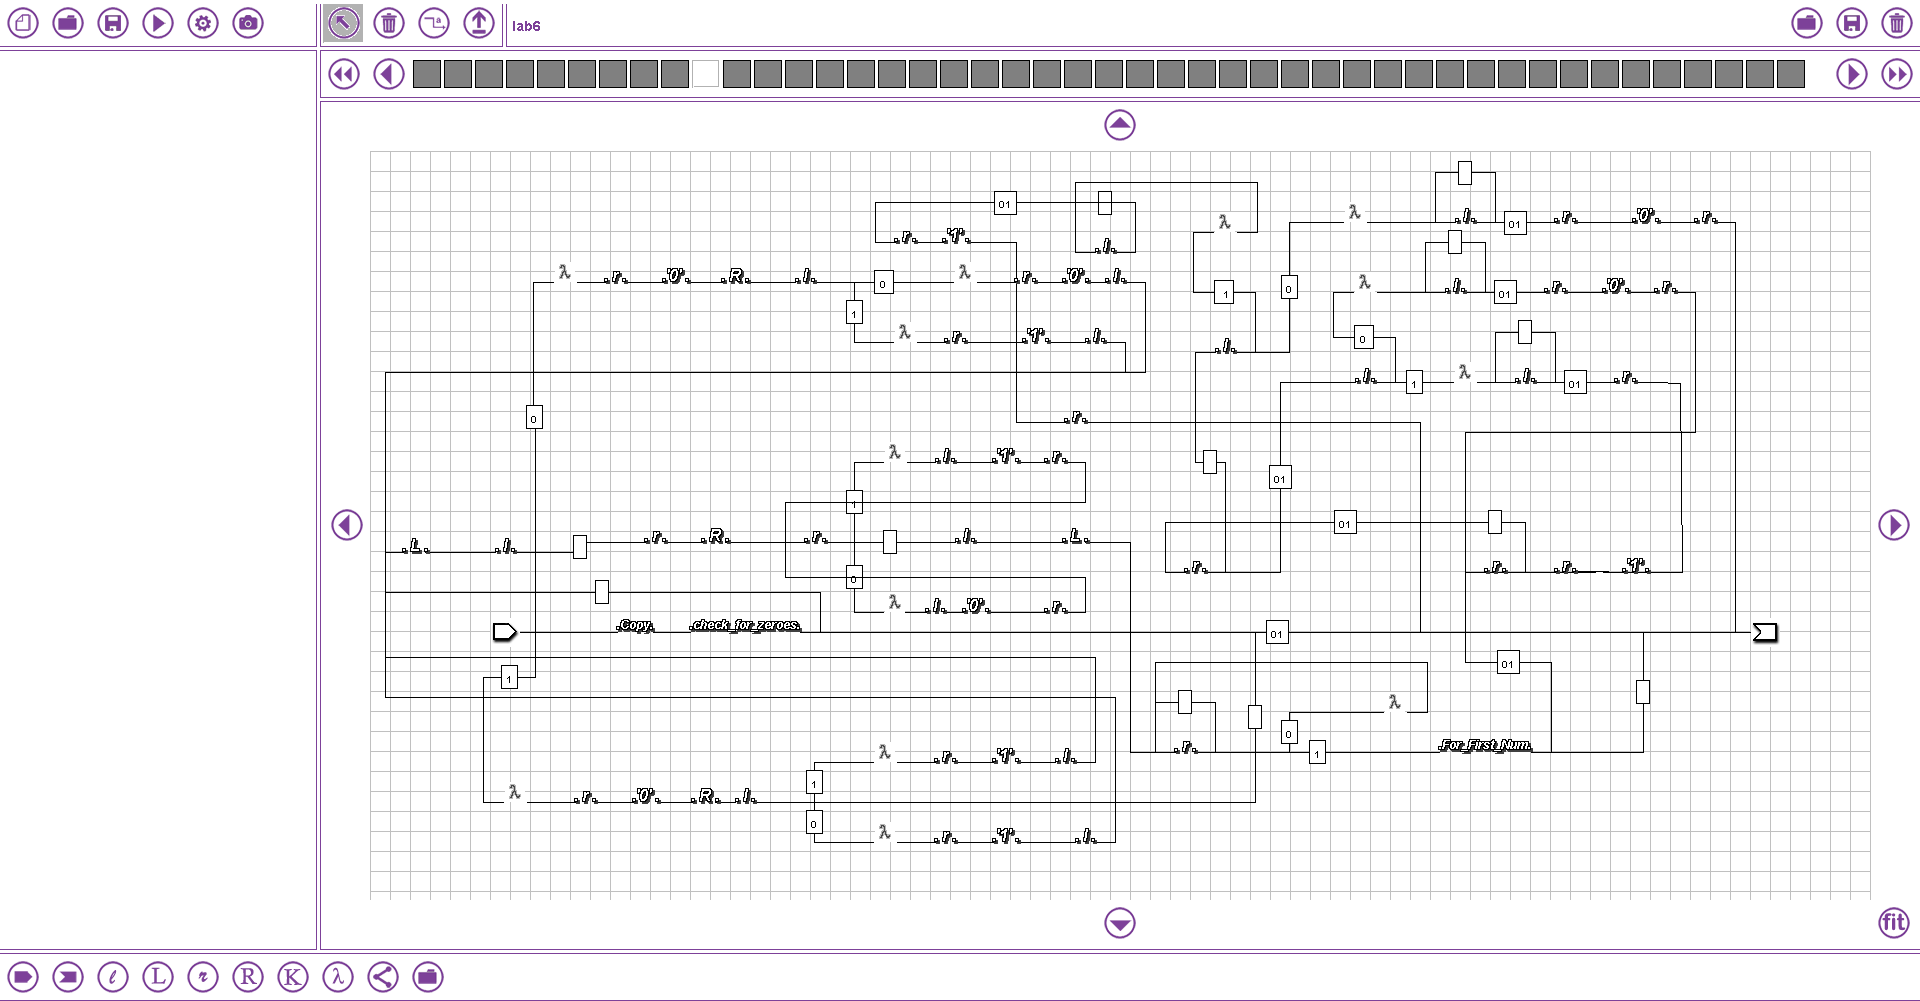 lab6
01
.r. '1'. λ λ .l. 01 .r. '0'. .r.
.l.
λ .r. '0'. .R. .l. 0 λ .r. '0'. .l. 1 0 λ .l. 01 .r. '0'. .r.
1 λ .r. '1'. .l. .l. 0
.l. 1 λ .l. 01 .r.
0 .r.
λ .l. '1'. .r. 01
1
.L. .l. .r. .R. .r. .l. .L. 01
0 .r. .r. .r. '1'.
λ .l. '0'. .r.
.Copy. .check_for_zeroes. 01
1 01
λ
0
1 λ .r. '1'. .l. .r. 1 .For_First_Num.
λ .r. '0'. .R. .l.
0 λ .r. '1'. .l.
fit
l L r R K λ